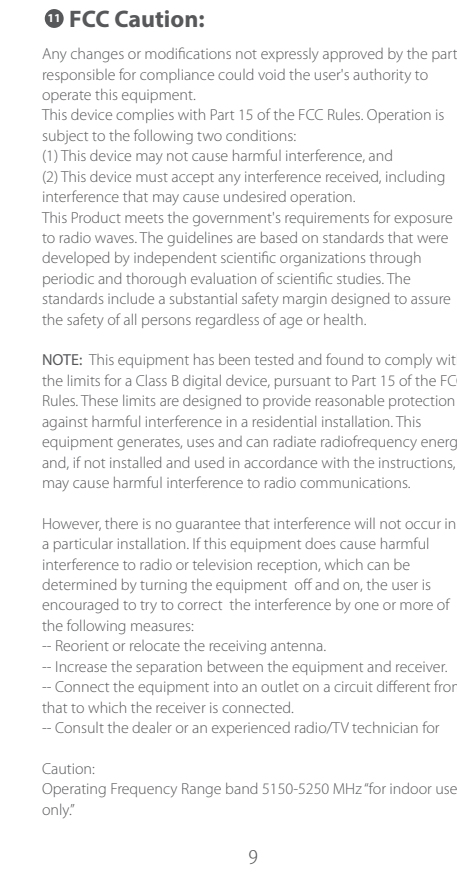 ⓫ FCC Caution:
Any changes or modifications not expressly approved by the part
responsible for compliance could void the user's authority to
operate this equipment.
This device complies with Part 15 of the FCC Rules. Operation is
subject to the following two conditions:
(1) This device may not cause harmful interference, and
(2) This device must accept any interference received, including
interference that may cause undesired operation.
This Product meets the government's requirements for exposure
to radio waves. The guidelines are based on standards that were
developed by independent scientific organizations through
periodic and thorough evaluation of scientific studies. The
standards include a substantial safety margin designed to assure
the safety of all persons regardless of age or health.
NOTE: This equipment has been tested and found to comply wit
the limits for a Class B digital device, pursuant to Part 15 of the FC
Rules. These limits are designed to provide reasonable protection
against harmful interference in a residential installation. This
equipment generates, uses and can radiate radiofrequency energ
and, if not installed and used in accordance with the instructions,
may cause harmful interference to radio communications.
However, there is no guarantee that interference will not occur in
a particular installation. If this equipment does cause harmful
interference to radio or television reception, which can be
determined by turning the equipment off and on, the user is
encouraged to try to correct the interference by one or more of
the following measures:
-- Reorient or relocate the receiving antenna.
-- Increase the separation between the equipment and receiver.
-- Connect the equipment into an outlet on a circuit different fron
that to which the receiver is connected.
-- Consult the dealer or an experienced radio/TV technician for
Caution:
Operating Frequency Range band 5150-5250 MHz “for indoor use
only.”
9